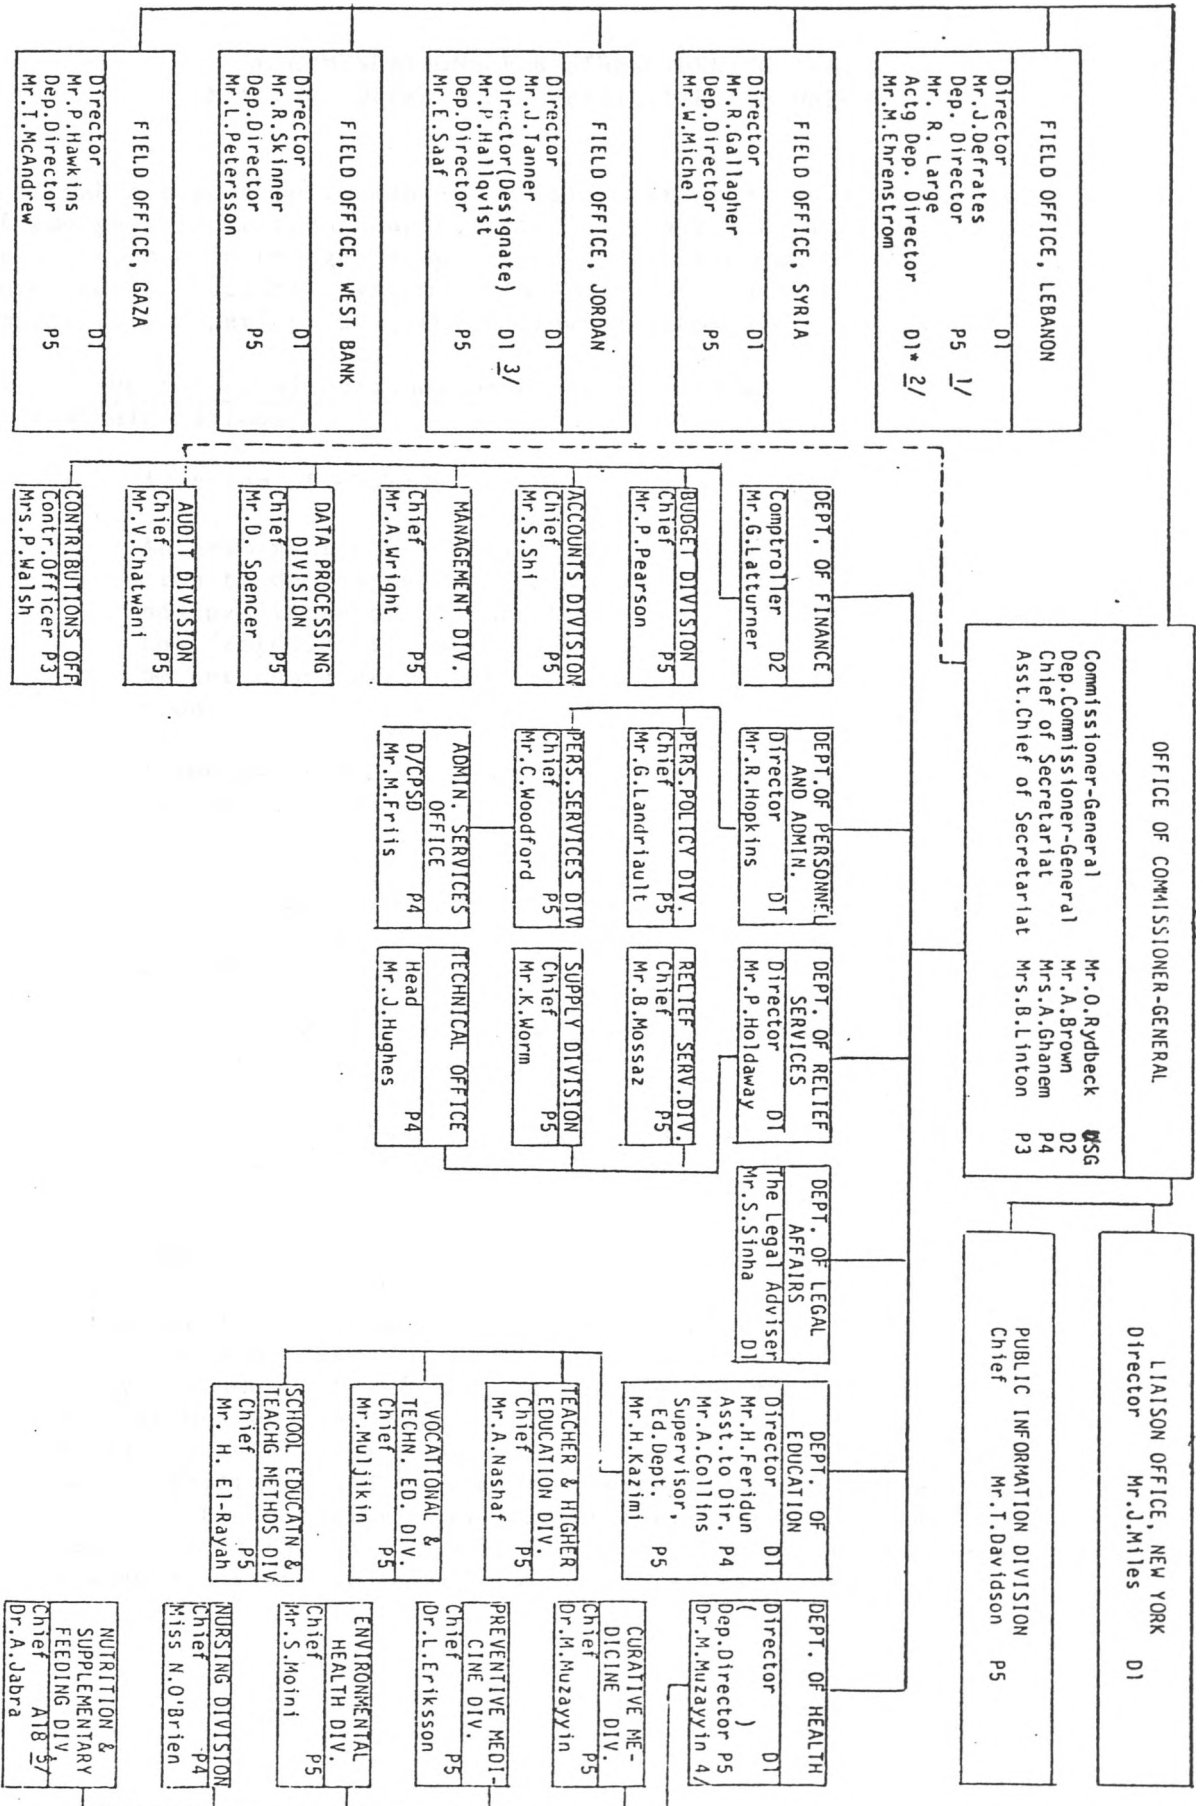 OFFICE OF COMMISSIONER-GENERAL
Commissioner-General Mr.O.Rydbeck USG
Dep.Commissioner-General Mr.A.Brown D2
Chief of Secretariat Mrs.A.Ghanem P4
Asst.Chief of Secretariat Mrs.B.Linton P3
LIAISON OFFICE, NEW YORK
Director Mr.J.Miles D1
PUBLIC INFORMATION DIVISION
Chief Mr.T.Davidson P5
FIELD OFFICE, LEBANON
Director D1
Mr.J.Defrates
Dep. Director P5 1/
Mr. R. Large
Actg Dep. Director D1* 2/
Mr.M.Ehrenstrom
FIELD OFFICE, SYRIA
Director D1
Mr.R.Gallagher
Dep.Director P5
Mr.W.Michel
FIELD OFFICE, JORDAN
Director D1
Mr.J.Tanner
Director(Designate) D1 3/
Mr.P.Hallqvist
Dep.Director P5
Mr.E.Saaf
FIELD OFFICE, WEST BANK
Director D1
Mr.R.Skinner
Dep.Director P5
Mr.L.Petersson
FIELD OFFICE, GAZA
Director D1
Mr.P.Hawkins
Dep.Director P5
Mr.T.McAndrew
DEPT. OF FINANCE
Comptroller D2
Mr.G.Latturner
BUDGET DIVISION
Chief P5
Mr.P.Pearson
ACCOUNTS DIVISION
Chief P5
Mr.S.Shi
MANAGEMENT DIV.
Chief P5
Mr.A.Wright
DATA PROCESSING
DIVISION
Chief P5
Mr.D. Spencer
AUDIT DIVISION
Chief P5
Mr.V.Chatwani
CONTRIBUTIONS OFF
Contr.Officer P3
Mrs.P.Walsh
DEPT.OF PERSONNEL
AND ADMIN.
Director D1
Mr.R.Hopkins
PERS.POLICY DIV.
Chief P5
Mr.G.Landriault
PERS.SERVICES DIV
Chief P5
Mr.C.Woodford
ADMIN. SERVICES
OFFICE
D/CPSD P4
Mr.M.Friis
DEPT. OF RELIEF
SERVICES
Director D1
Mr.P.Holdaway
RELIEF SERV.DIV.
Chief P5
Mr.B.Mossaz
SUPPLY DIVISION
Chief P5
Mr.K.Worm
TECHNICAL OFFICE
Head P4
Mr.J.Hughes
DEPT. OF LEGAL
AFFAIRS
The Legal Adviser
Mr.S.Sinha D1
DEPT. OF
EDUCATION
Director D1
Mr.H.Feridun
Asst.to Dir. P4
Mr.A.Collins
Supervisor,
Ed.Dept. P5
Mr.H.Kazimi
TEACHER & HIGHER
EDUCATION DIV.
Chief P5
Mr.A.Nashaf
VOCATIONAL &
TECHN. ED. DIV.
Chief P5
Mr.Muljikin
SCHOOL EDUCATN &
TEACHG METHDS DIV
Chief P5
Mr. H. El-Rayah
DEPT. OF HEALTH
Director D1
( )
Dep.Director P5
Dr.M.Muzayyin 4/
CURATIVE ME-
DICINE DIV.
Chief P5
Dr.M.Muzayyin
PREVENTIVE MEDI-
CINE DIV.
Chief P5
Dr.L.Eriksson
ENVIRONMENTAL
HEALTH DIV.
Chief P5
Mr.S.Moini
NURSING DIVISION
Chief P4
Miss N.O'Brien
NUTRITION &
SUPPLEMENTARY
FEEDING DIV.
Chief A18 5/
Dr.A.Jabra